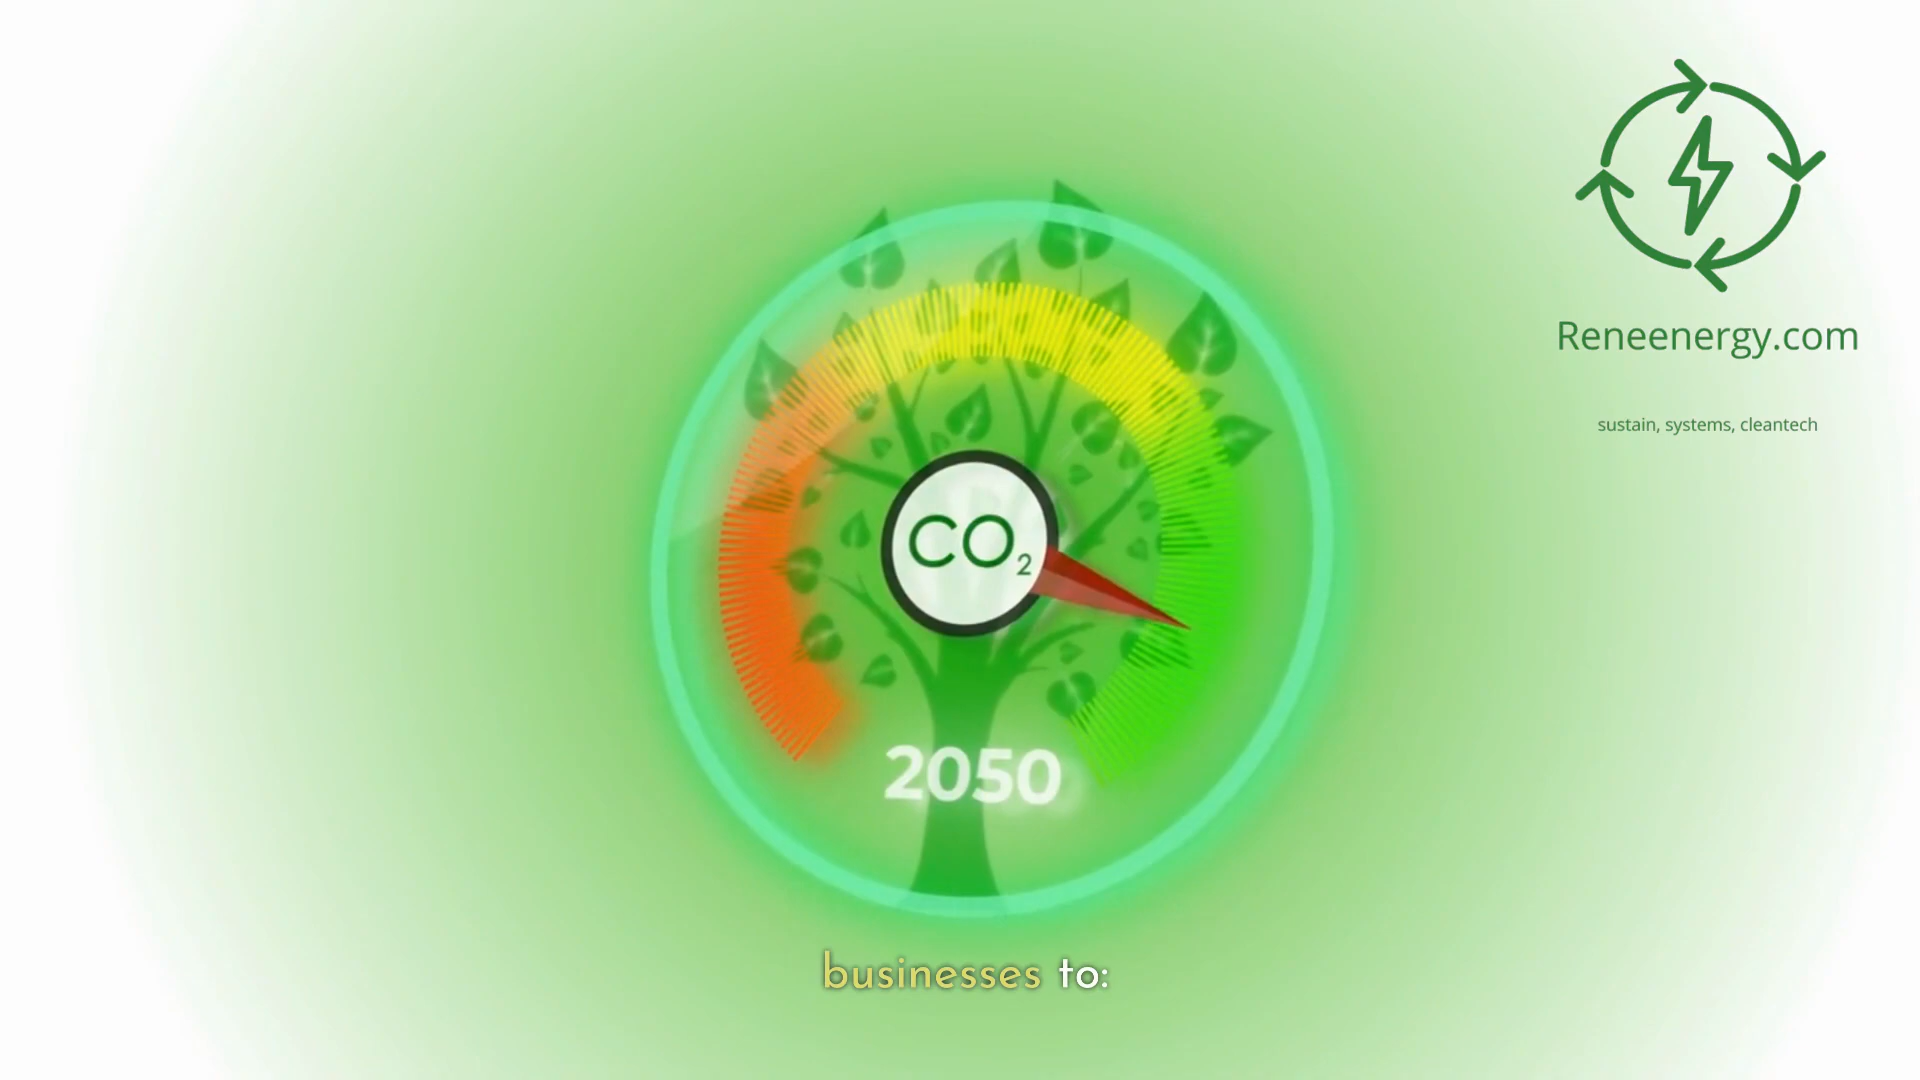 Reneenergy.com
sustain, systems, cleantech
CO₂
2050
businesses to: